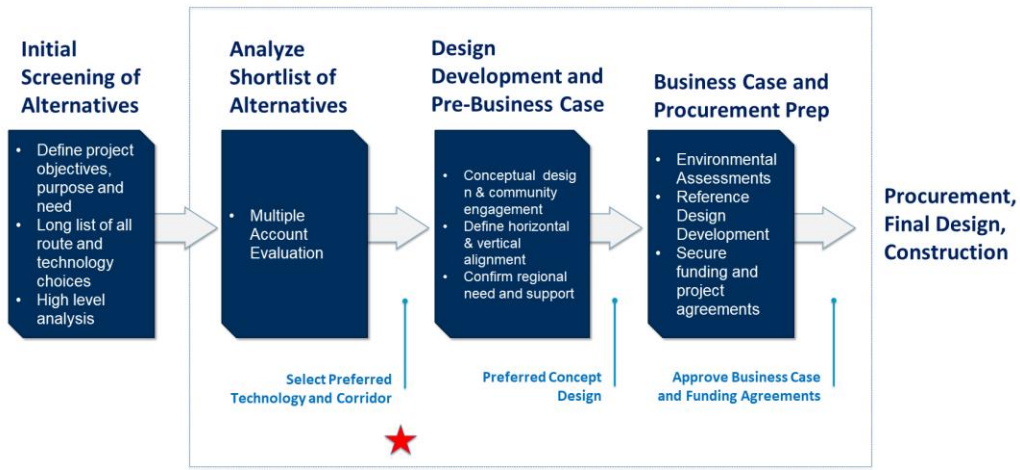 Initial
Screening of
Alternatives
• Define project
objectives,
purpose and
need
• Long list of all
route and
technology
choices
• High level
analysis
Analyze
Shortlist of
Alternatives
• Multiple
Account
Evaluation
Select Preferred
Technology and Corridor
Design
Development and
Pre-Business Case
• Conceptual desig
n & community
engagement
• Define horizontal
& vertical
alignment
• Confirm regional
need and support
Preferred Concept
Design
Business Case and
Procurement Prep
• Environmental
Assessments
• Reference
Design
Development
• Secure
funding and
project
agreements
Approve Business Case
and Funding Agreements
Procurement,
Final Design,
Construction